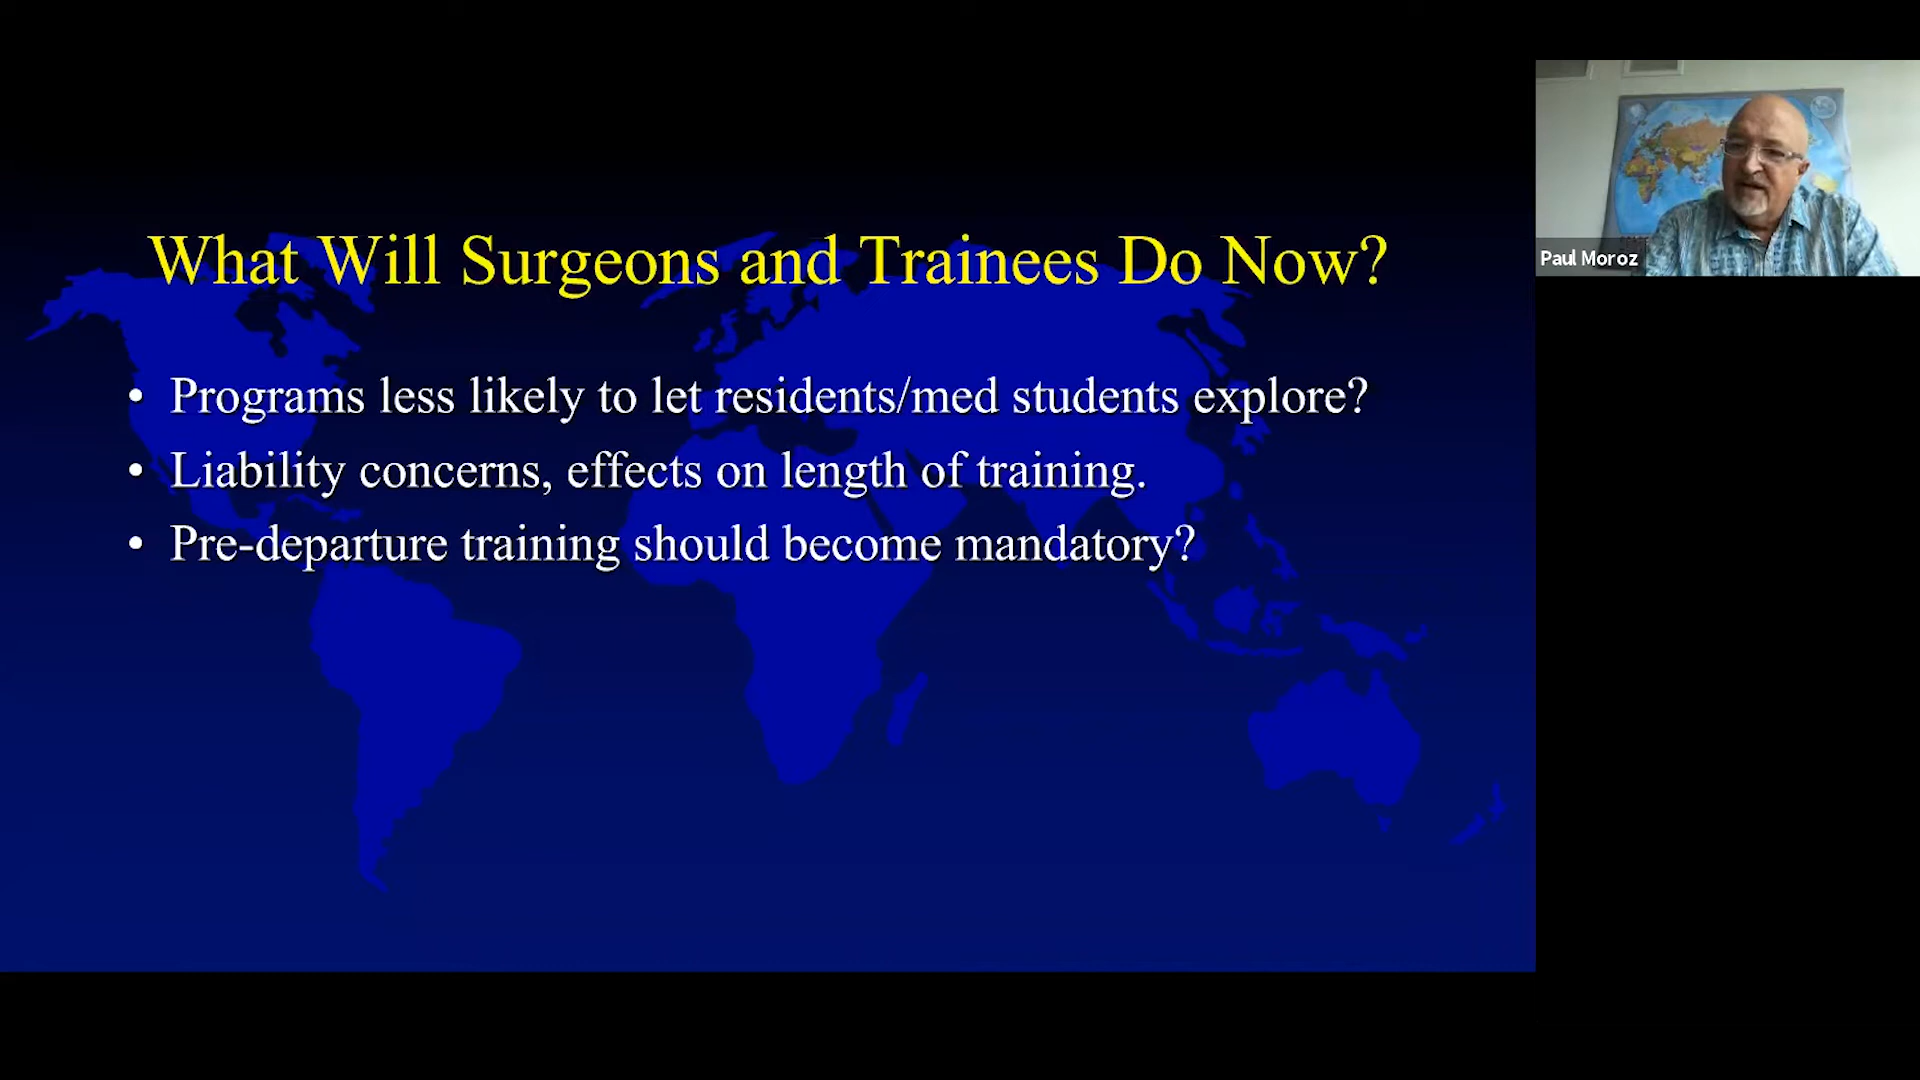 What Will Surgeons and Trainees Do Now?
• Programs less likely to let residents/med students explore?
• Liability concerns, effects on length of training.
• Pre-departure training should become mandatory?
Paul Moroz